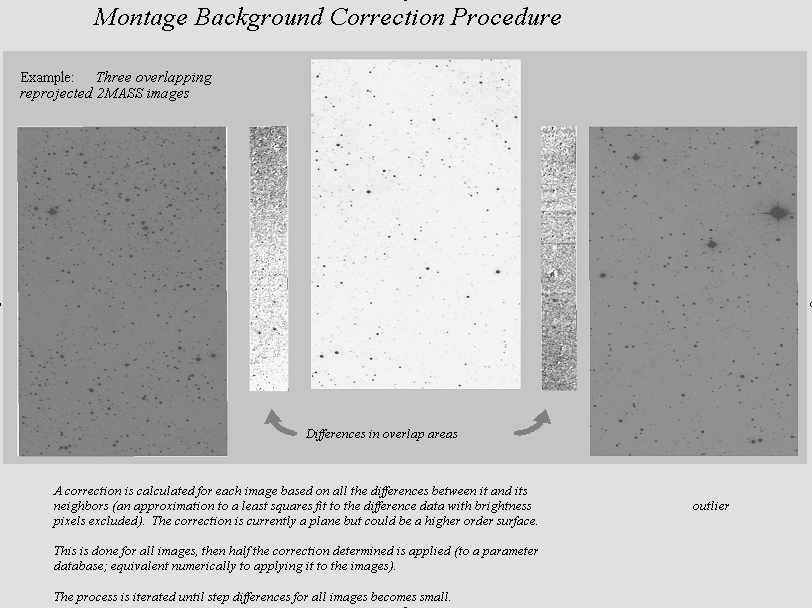 Montage Background Correction Procedure
Example: Three overlapping
reprojected 2MASS images
Differences in overlap areas
A correction is calculated for each image based on all the differences between it and its
neighbors (an approximation to a least squares fit to the difference data with brightness outlier
pixels excluded). The correction is currently a plane but could be a higher order surface.
This is done for all images, then half the correction determined is applied (to a parameter
database; equivalent numerically to applying it to the images).
The process is iterated until step differences for all images becomes small.